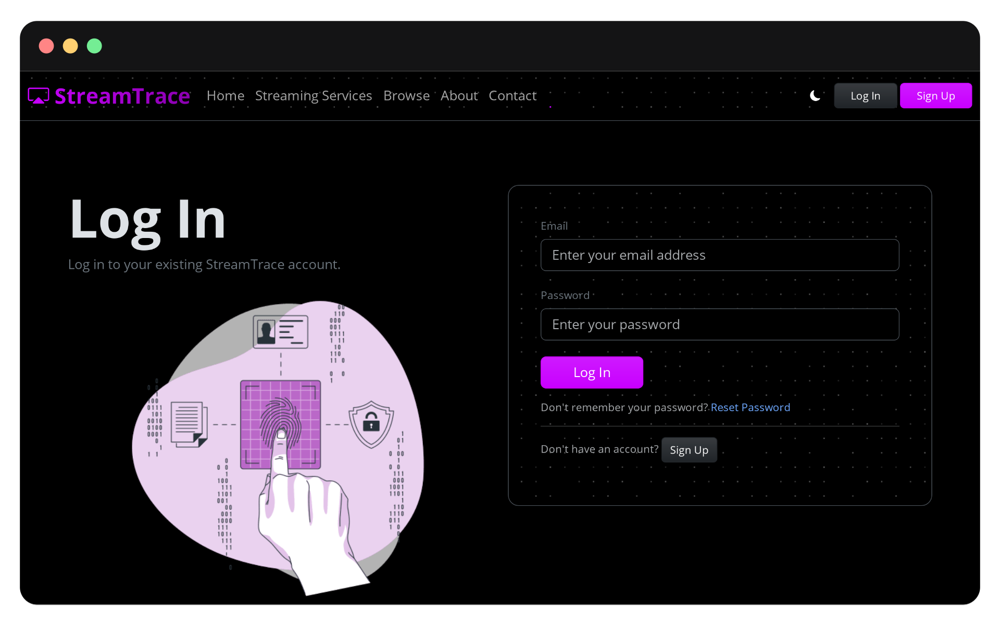 StreamTrace Home Streaming Services Browse About Contact Log In Sign Up
Log In
Log in to your existing StreamTrace account.
Email
Enter your email address
Password
Enter your password
Log In
Don't remember your password? Reset Password
Don't have an account? Sign Up